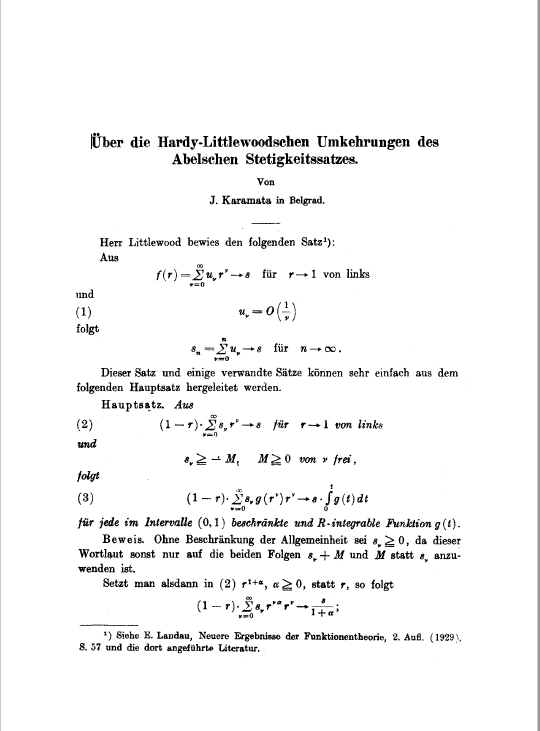 Über die Hardy-Littlewoodschen Umkehrungen des
Abelschen Stetigkeitssatzes.
Von
J. Karamata in Belgrad.
Herr Littlewood bewies den folgenden Satz¹):
Aus
f(r) = ∑_{ν=0}^{∞} u_ν r^ν → s für r → 1 von links
und
(1) u_ν = O(1/ν)
folgt
s_n = ∑_{ν=0}^{n} u_ν → s für n → ∞.
Dieser Satz und einige verwandte Sätze können sehr einfach aus dem
folgenden Hauptsatz hergeleitet werden.
Hauptsatz. Aus
(2) (1 − r)·∑_{ν=0}^{∞} s_ν r^ν → s für r → 1 von links
und
s_ν ≧ − M, M ≧ 0 von ν frei,
folgt
(3) (1 − r)·∑_{ν=0}^{∞} s_ν g(r^ν) r^ν → s·∫_0^1 g(t) dt
für jede im Intervalle (0, 1) beschränkte und R-integrable Funktion g(t).
Beweis. Ohne Beschränkung der Allgemeinheit sei s_ν ≧ 0, da dieser
Wortlaut sonst nur auf die beiden Folgen s_ν + M und M statt s_ν anzu-
wenden ist.
Setzt man alsdann in (2) r^{1+α}, α ≧ 0, statt r, so folgt
(1 − r)·∑_{ν=0}^{∞} s_ν r^{να} r^ν → s/(1+α);
¹) Siehe E. Landau, Neuere Ergebnisse der Funktionentheorie, 2. Aufl. (1929),
S. 57 und die dort angeführte Literatur.